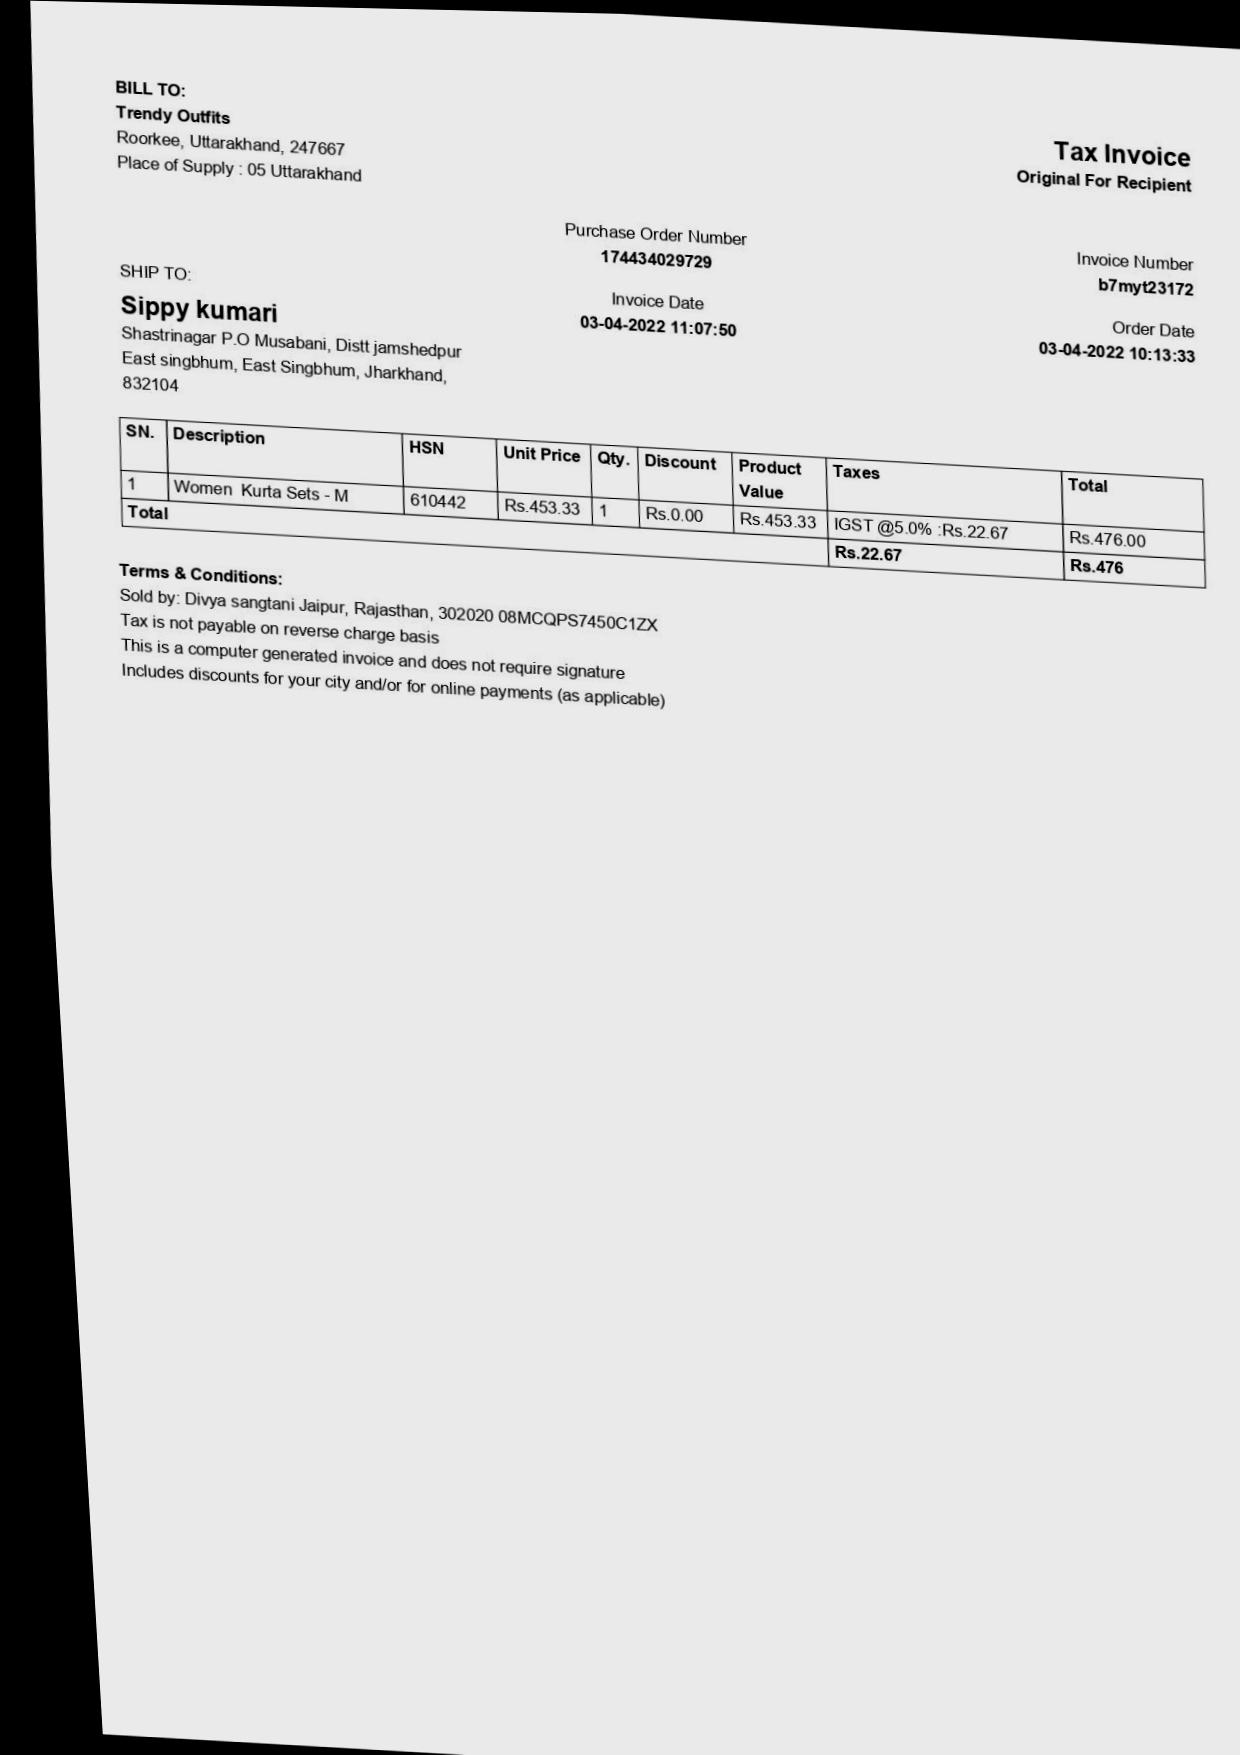 BILL TO:
Trendy Outfits
Roorkee, Uttarakhand, 247667
Place of Supply : 05 Uttarakhand
Tax Invoice
Original For Recipient
Purchase Order Number
174434029729
Invoice Number
b7myt23172
Invoice Date
03-04-2022 11:07:50
Order Date
03-04-2022 10:13:33
SHIP TO:
Sippy kumari
Shastrinagar P.O Musabani, Distt jamshedpur
East singbhum, East Singbhum, Jharkhand,
832104
SN. Description HSN Unit Price Qty. Discount Product Value Taxes Total
1 Women Kurta Sets - M 610442 Rs.453.33 1 Rs.0.00 Rs.453.33 IGST @5.0% :Rs.22.67 Rs.476.00
Total Rs.22.67 Rs.476
Terms & Conditions:
Sold by: Divya sangtani Jaipur, Rajasthan, 302020 08MCQPS7450C1ZX
Tax is not payable on reverse charge basis
This is a computer generated invoice and does not require signature
Includes discounts for your city and/or for online payments (as applicable)